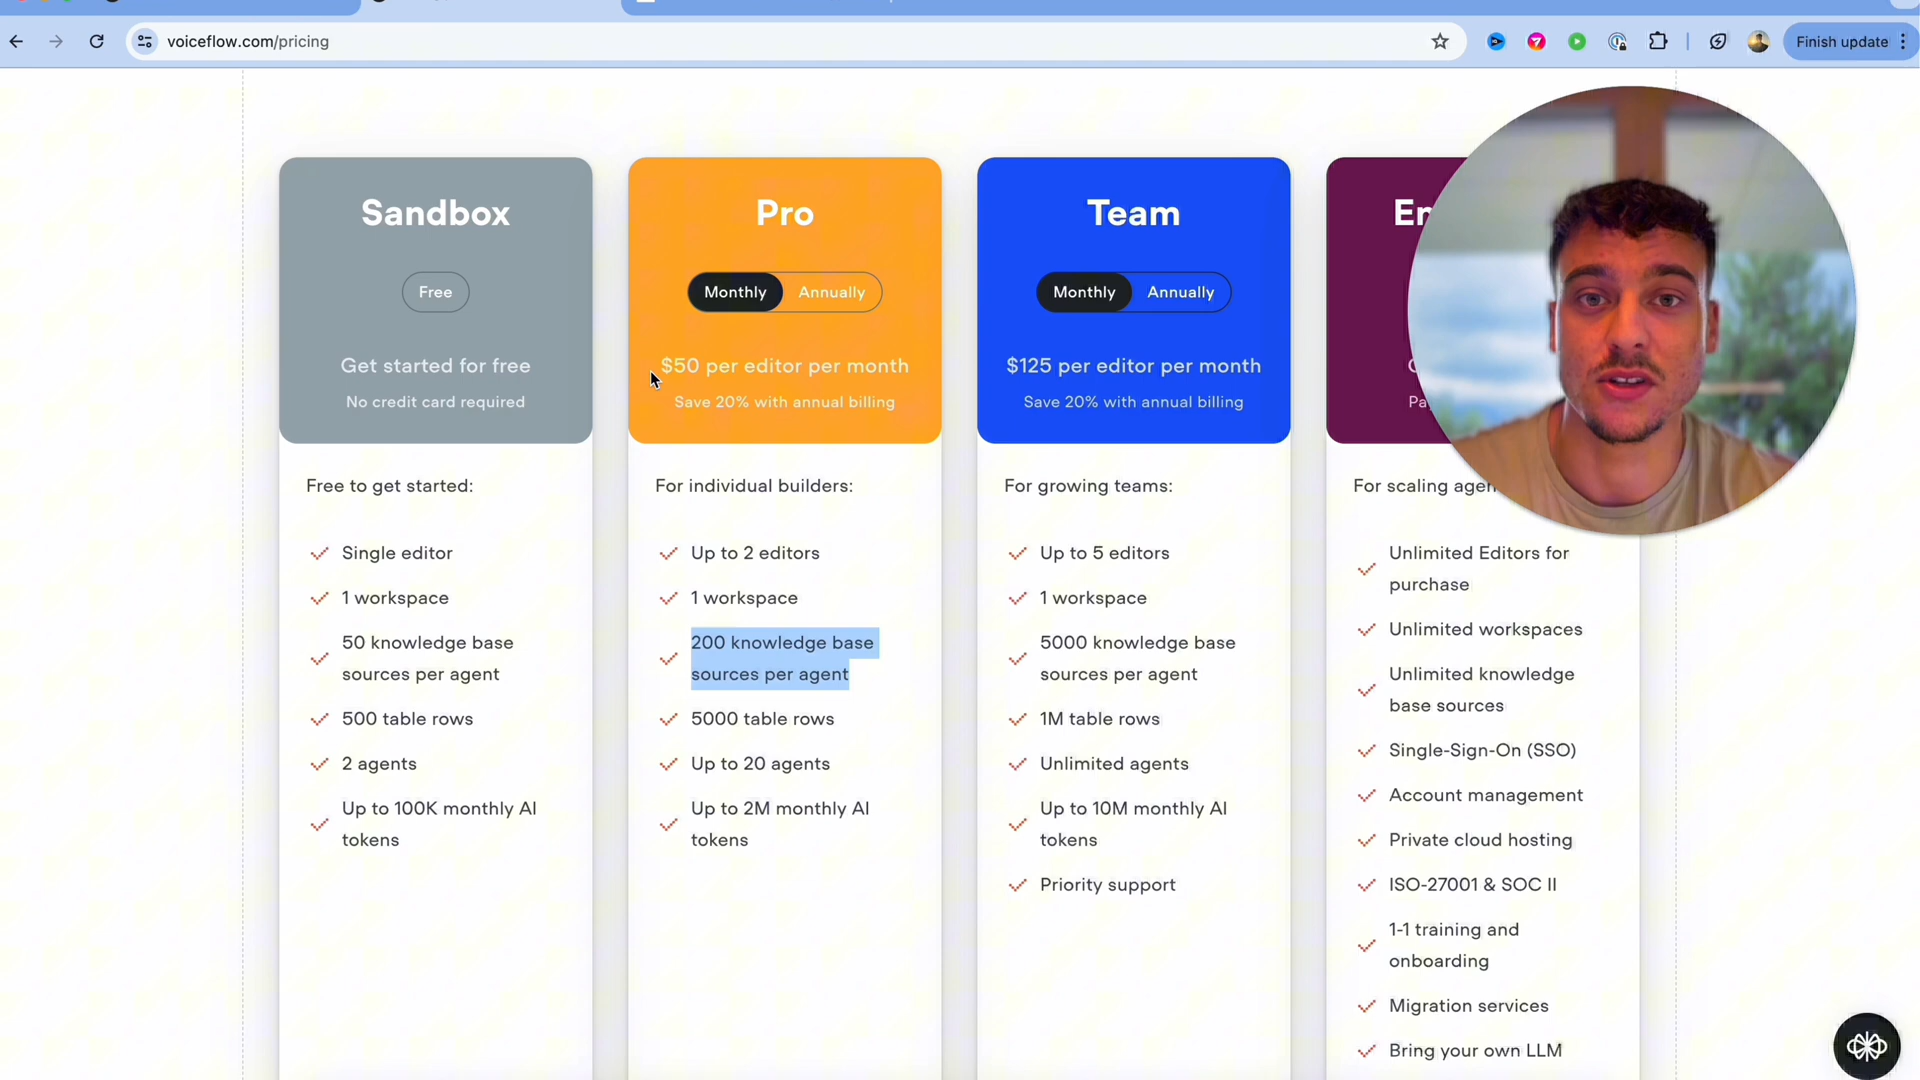 voiceflow.com/pricing
Finish update
Sandbox
Free
Get started for free
No credit card required
Free to get started:
Single editor
1 workspace
50 knowledge base
sources per agent
500 table rows
2 agents
Up to 100K monthly AI
tokens
Pro
Monthly
Annually
$50 per editor per month
Save 20% with annual billing
For individual builders:
Up to 2 editors
1 workspace
200 knowledge base
sources per agent
5000 table rows
Up to 20 agents
Up to 2M monthly AI
tokens
Team
Monthly
Annually
$125 per editor per month
Save 20% with annual billing
For growing teams:
Up to 5 editors
1 workspace
5000 knowledge base
sources per agent
1M table rows
Unlimited agents
Up to 10M monthly AI
tokens
Priority support
For scaling
Unlimited Editors for
purchase
Unlimited workspaces
Unlimited knowledge
base sources
Single-Sign-On (SSO)
Account management
Private cloud hosting
ISO-27001 & SOC II
1-1 training and
onboarding
Migration services
Bring your own LLM